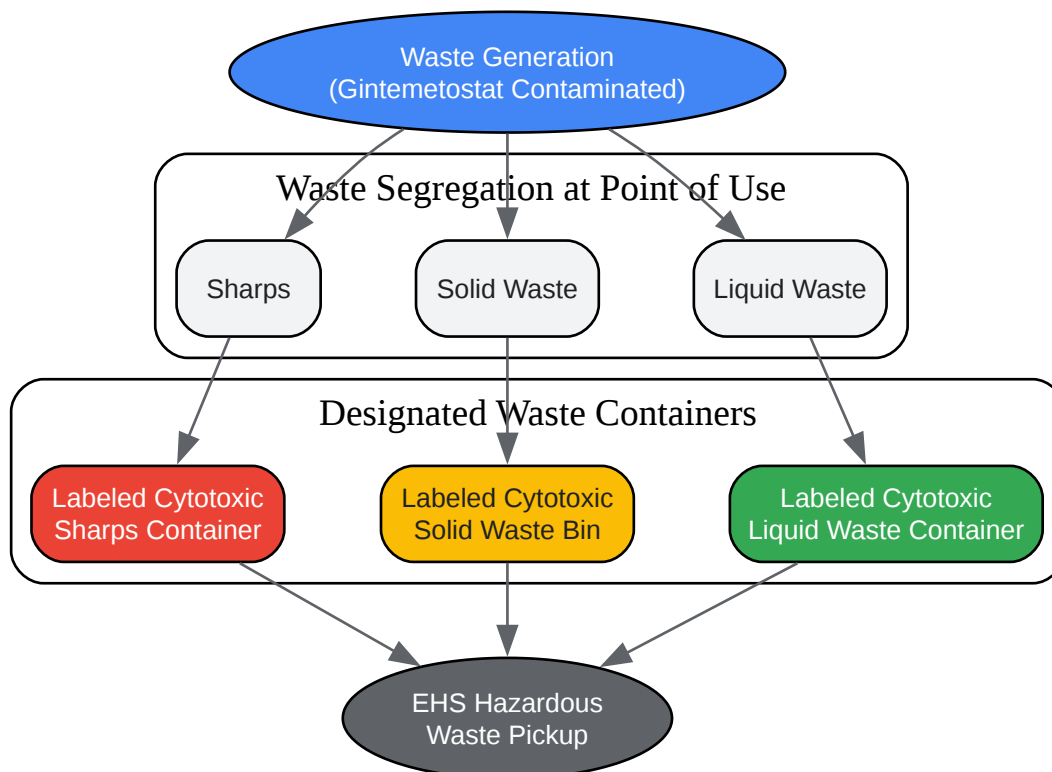 Waste Generation
(Gintemetostat Contaminated)
Waste Segregation at Point of Use
Sharps
Solid Waste
Liquid Waste
Designated Waste Containers
Labeled Cytotoxic
Sharps Container
Labeled Cytotoxic
Solid Waste Bin
Labeled Cytotoxic
Liquid Waste Container
EHS Hazardous
Waste Pickup